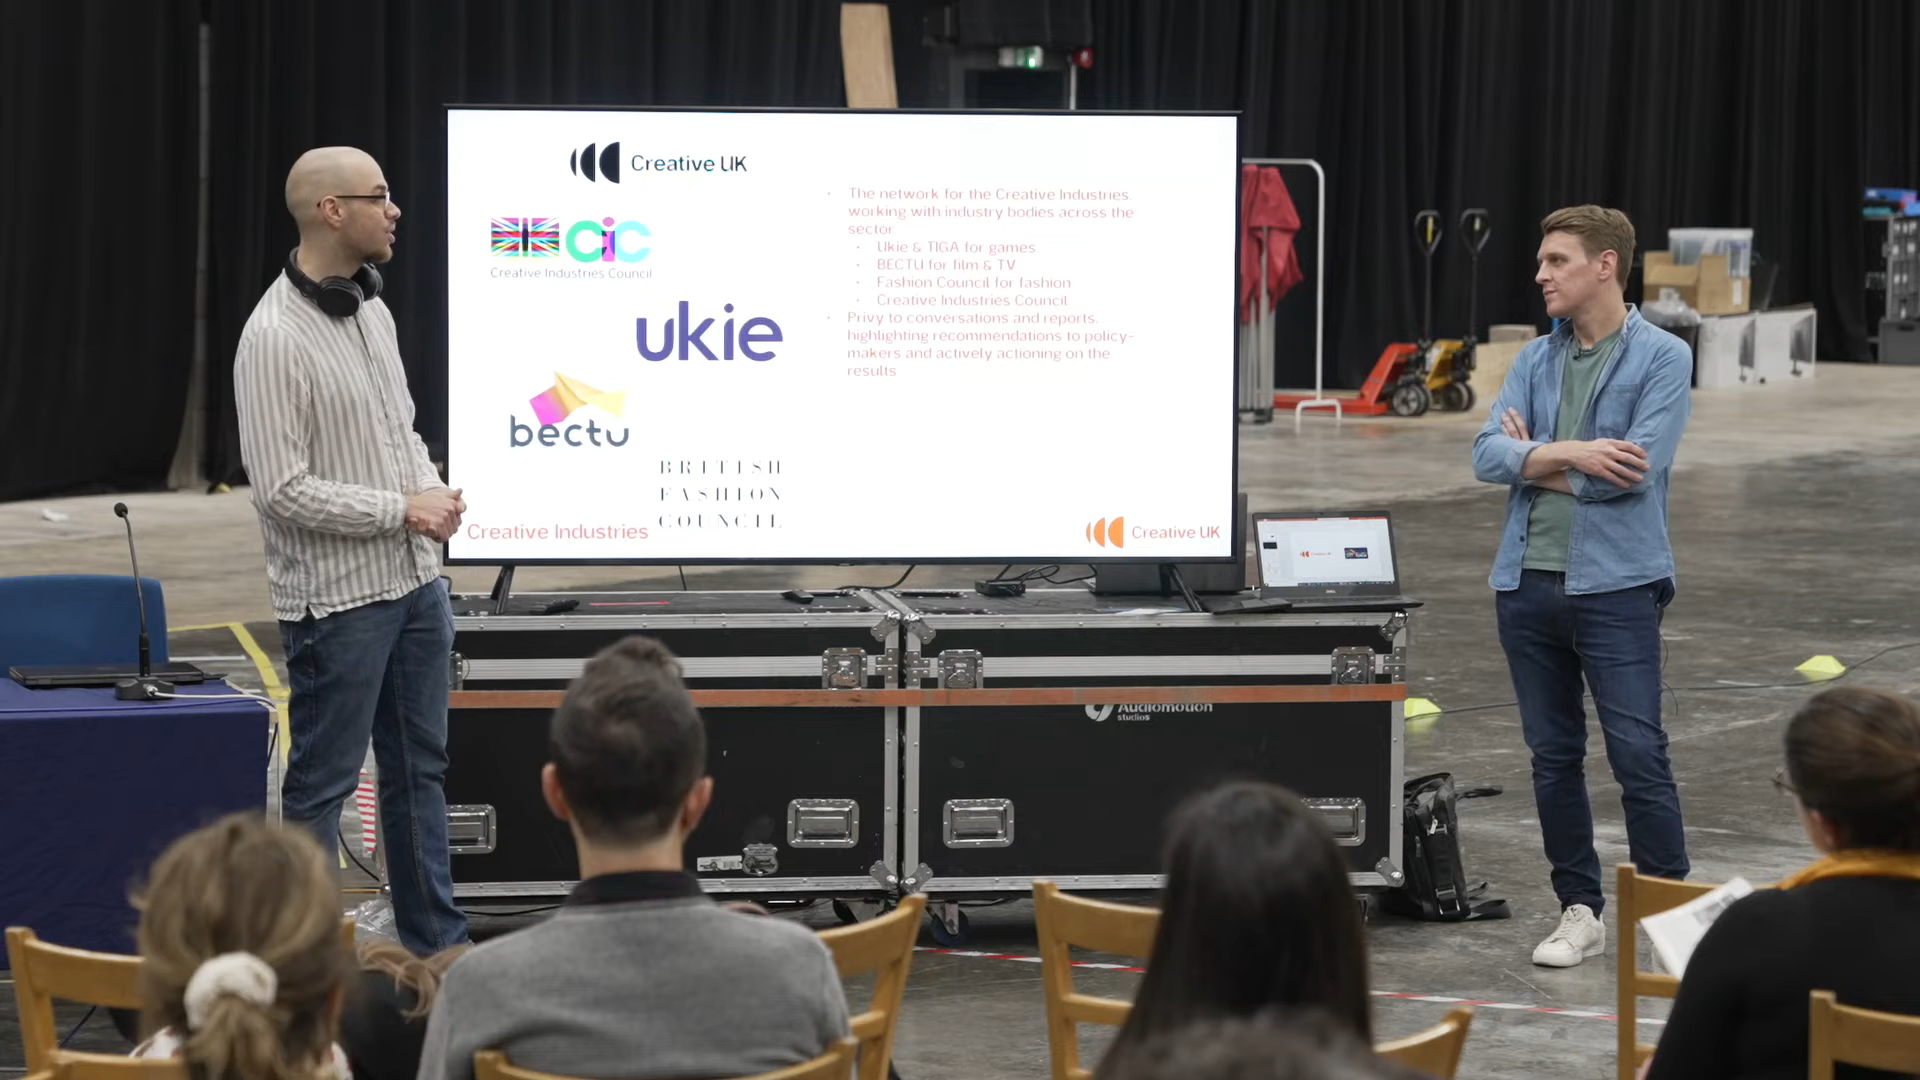 Creative UK
CiC
Creative Industries Council
ukie
bectu
BRITISH
FASHION
COUNCIL
Creative Industries
The network for the Creative Industries,
working with industry bodies across the
sector
Ukie & TIGA for games
BECTU for film & TV
Fashion Council for fashion
Creative Industries Council
Privy to conversations and reports,
highlighting recommendations to policy-
makers and actively actioning on the
results
Creative UK
Audiomotion
studios